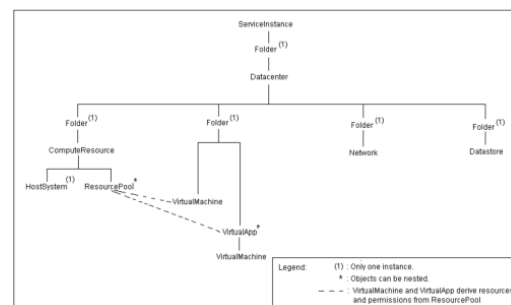 ServiceInstance
Folder (1)
Datacenter
Folder (1)
Folder (1)
Folder (1)
Folder (1)
ComputeResource
Network
Datastore
HostSystem (1)
ResourcePool *
VirtualMachine
VirtualApp *
VirtualMachine
Legend:
(1) : Only one instance.
* : Objects can be nested.
– – – : VirtualMachine and VirtualApp derive resources
and permissions from ResourcePool